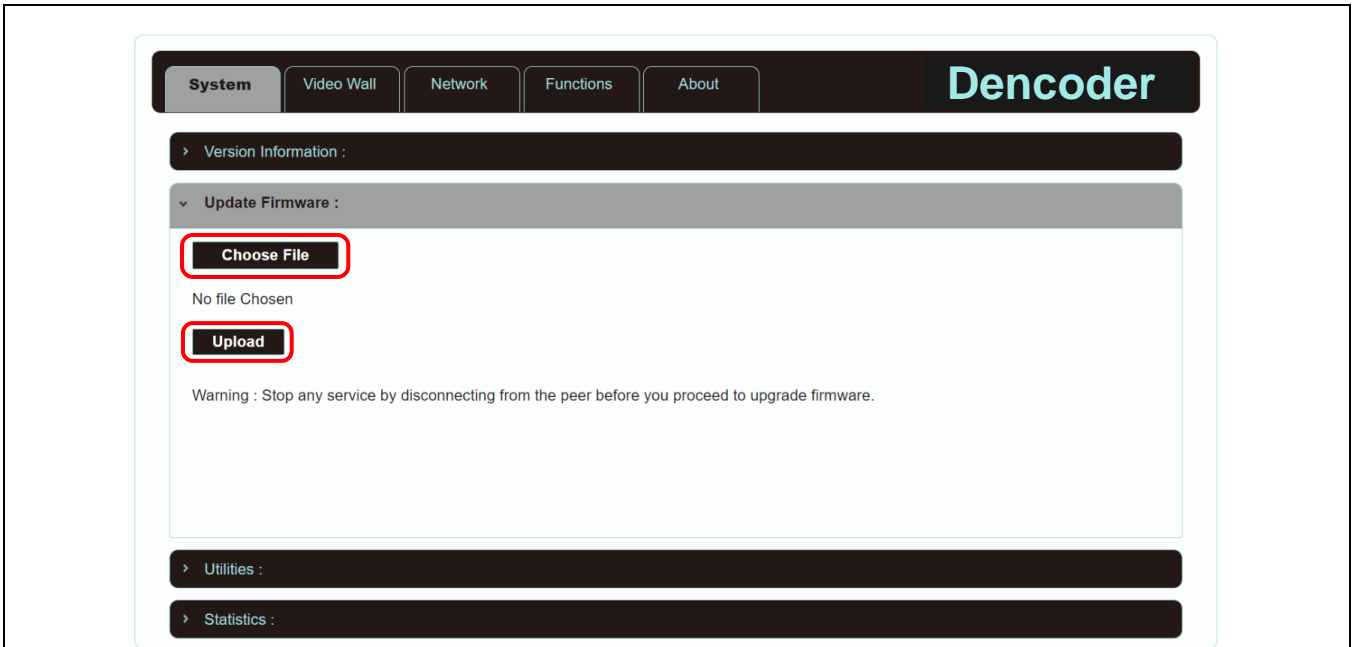 System Video Wall Network Functions About Dencoder
Version Information :
Update Firmware :
Choose File
No file Chosen
Upload
Warning : Stop any service by disconnecting from the peer before you proceed to upgrade firmware.
Utilities :
Statistics :